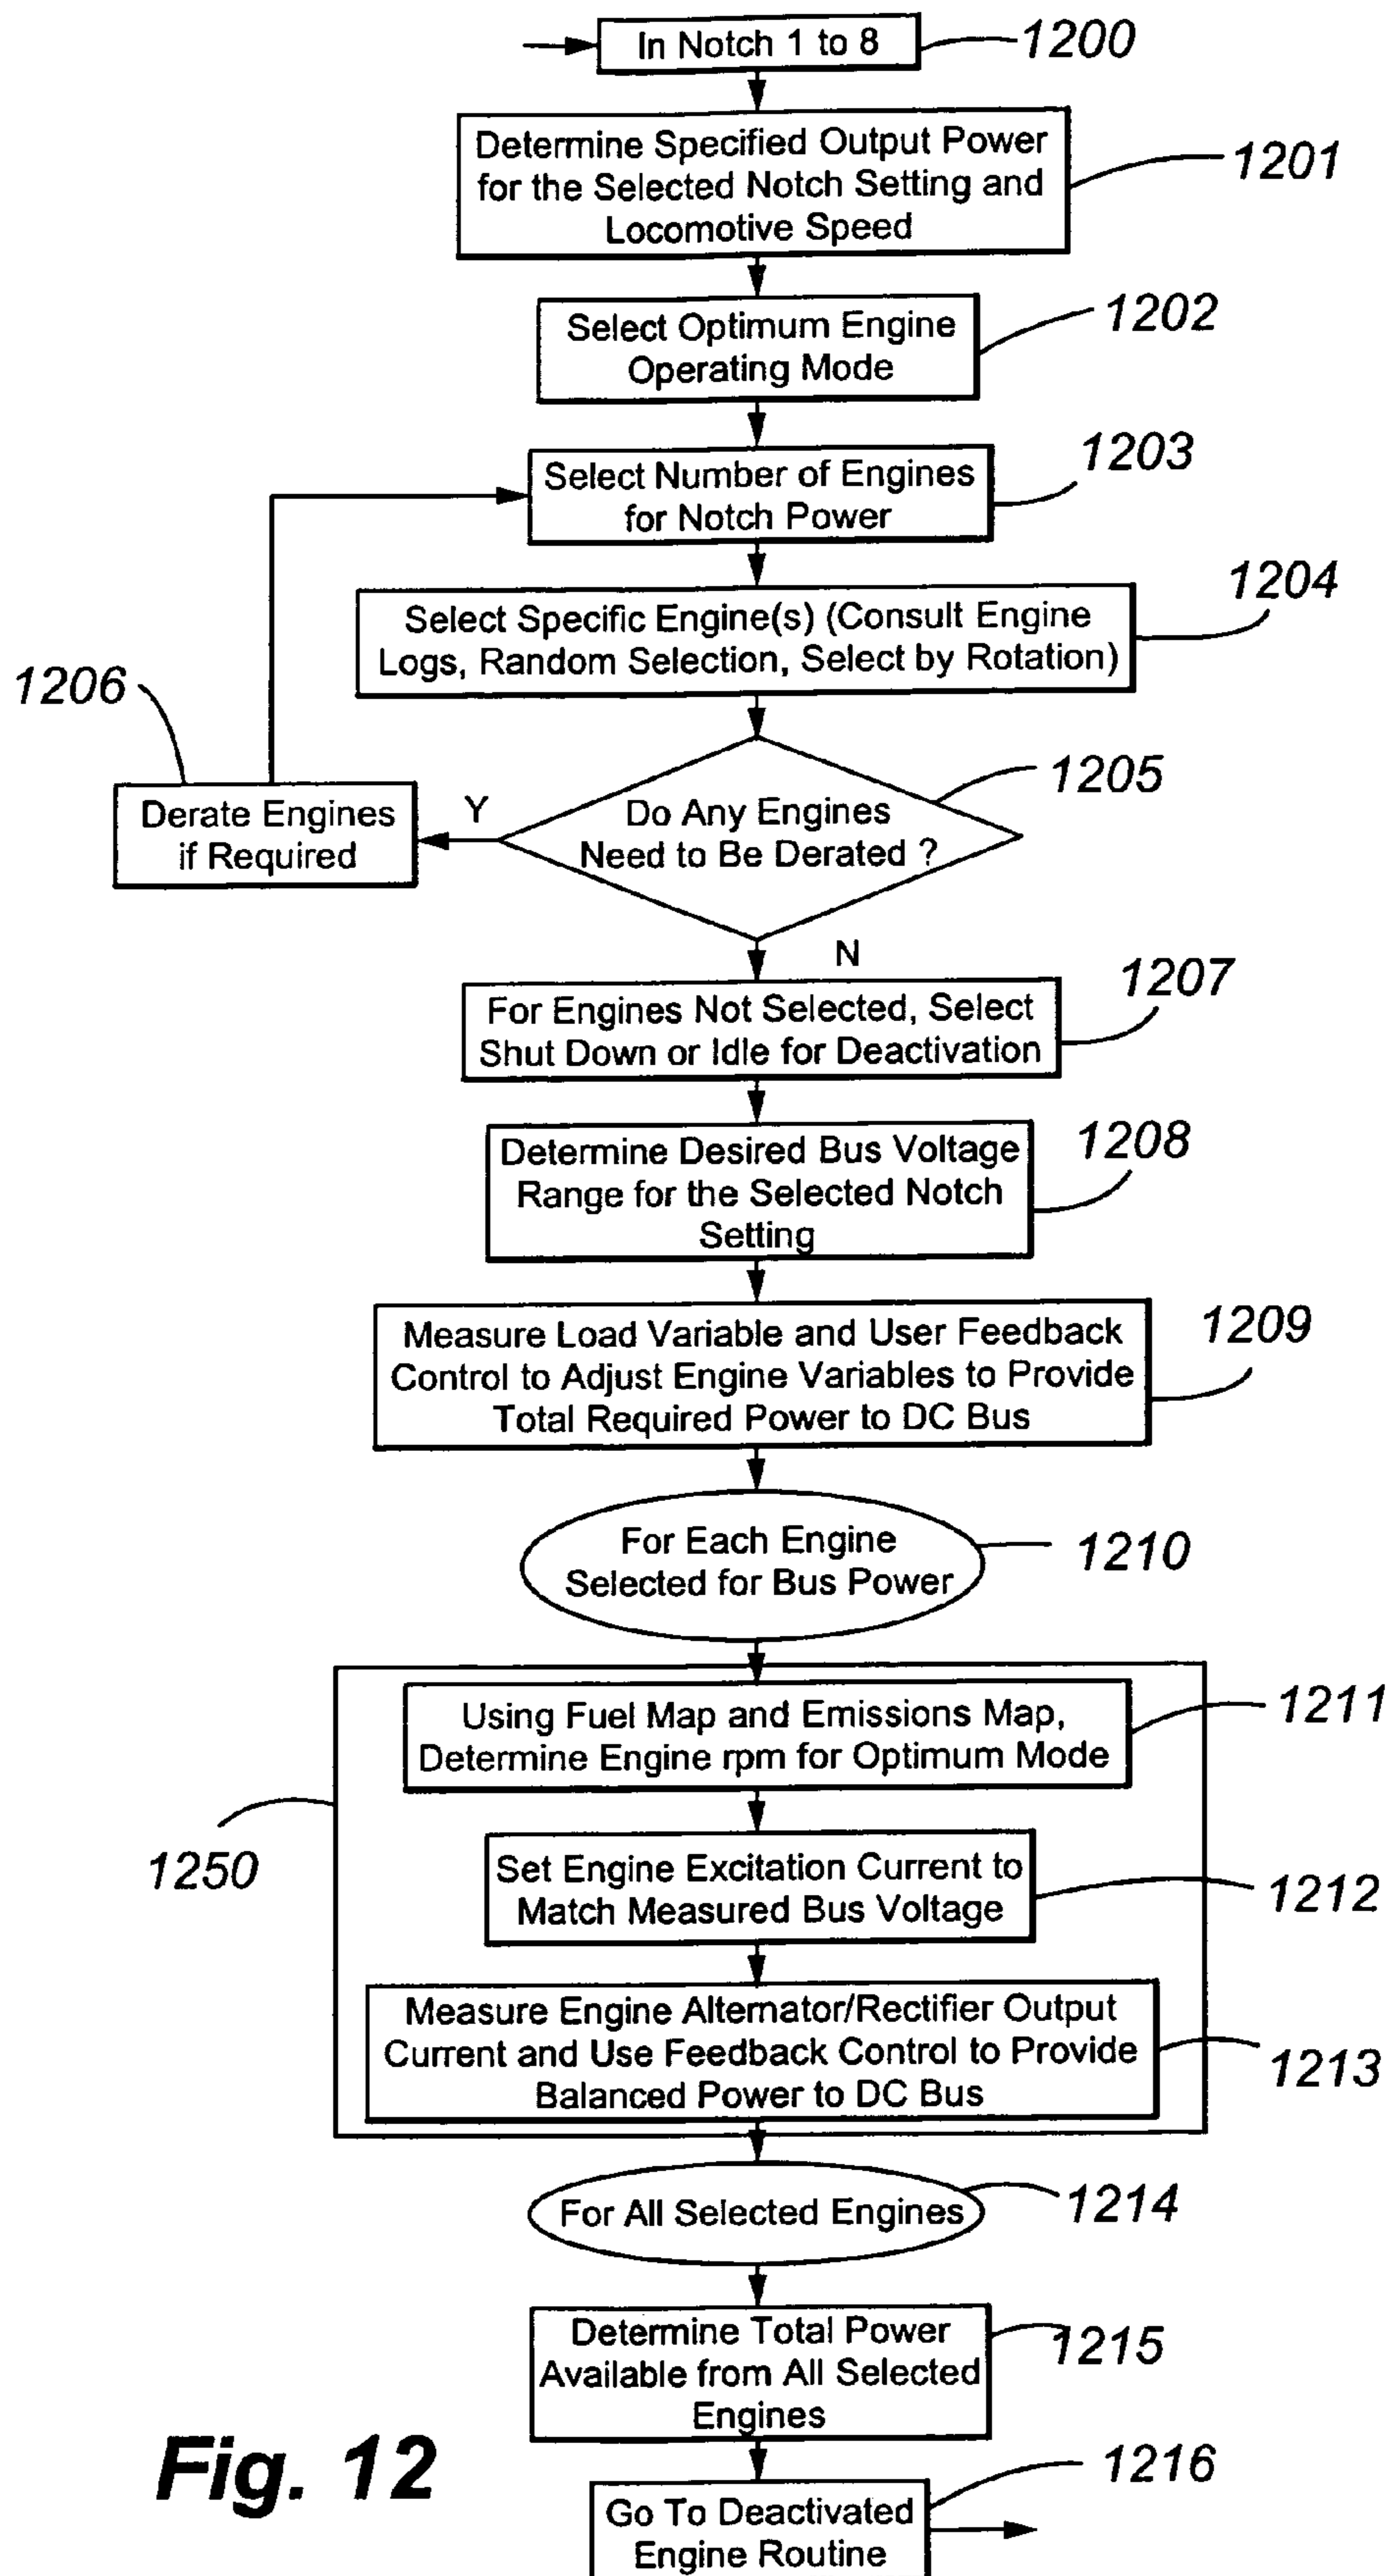 In Notch 1 to 8
1200
Determine Specified Output Power
for the Selected Notch Setting and
Locomotive Speed
1201
Select Optimum Engine
Operating Mode
1202
Select Number of Engines
for Notch Power
1203
Select Specific Engine(s) (Consult Engine
Logs, Random Selection, Select by Rotation)
1204
1206
Derate Engines
if Required
Y
Do Any Engines
Need to Be Derated ?
1205
N
For Engines Not Selected, Select
Shut Down or Idle for Deactivation
1207
Determine Desired Bus Voltage
Range for the Selected Notch
Setting
1208
Measure Load Variable and User Feedback
Control to Adjust Engine Variables to Provide
Total Required Power to DC Bus
1209
For Each Engine
Selected for Bus Power
1210
Using Fuel Map and Emissions Map,
Determine Engine rpm for Optimum Mode
1211
1250
Set Engine Excitation Current to
Match Measured Bus Voltage
1212
Measure Engine Alternator/Rectifier Output
Current and Use Feedback Control to Provide
Balanced Power to DC Bus
1213
For All Selected Engines
1214
Determine Total Power
Available from All Selected
Engines
1215
Go To Deactivated
Engine Routine
1216
Fig. 12